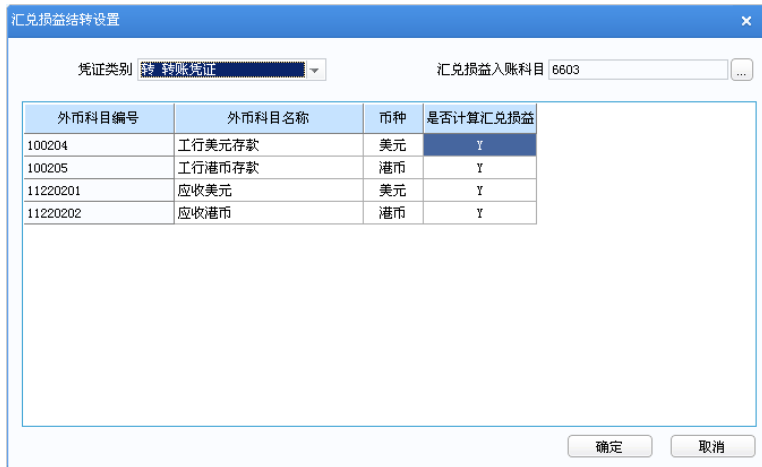 汇兑损益结转设置
凭证类别 转 转账凭证 汇兑损益入账科目 6603 ...
外币科目编号 外币科目名称 币种 是否计算汇兑损益
100204 工行美元存款 美元 Y
100205 工行港币存款 港币 Y
11220201 应收美元 美元 Y
11220202 应收港币 港币 Y
确定 取消